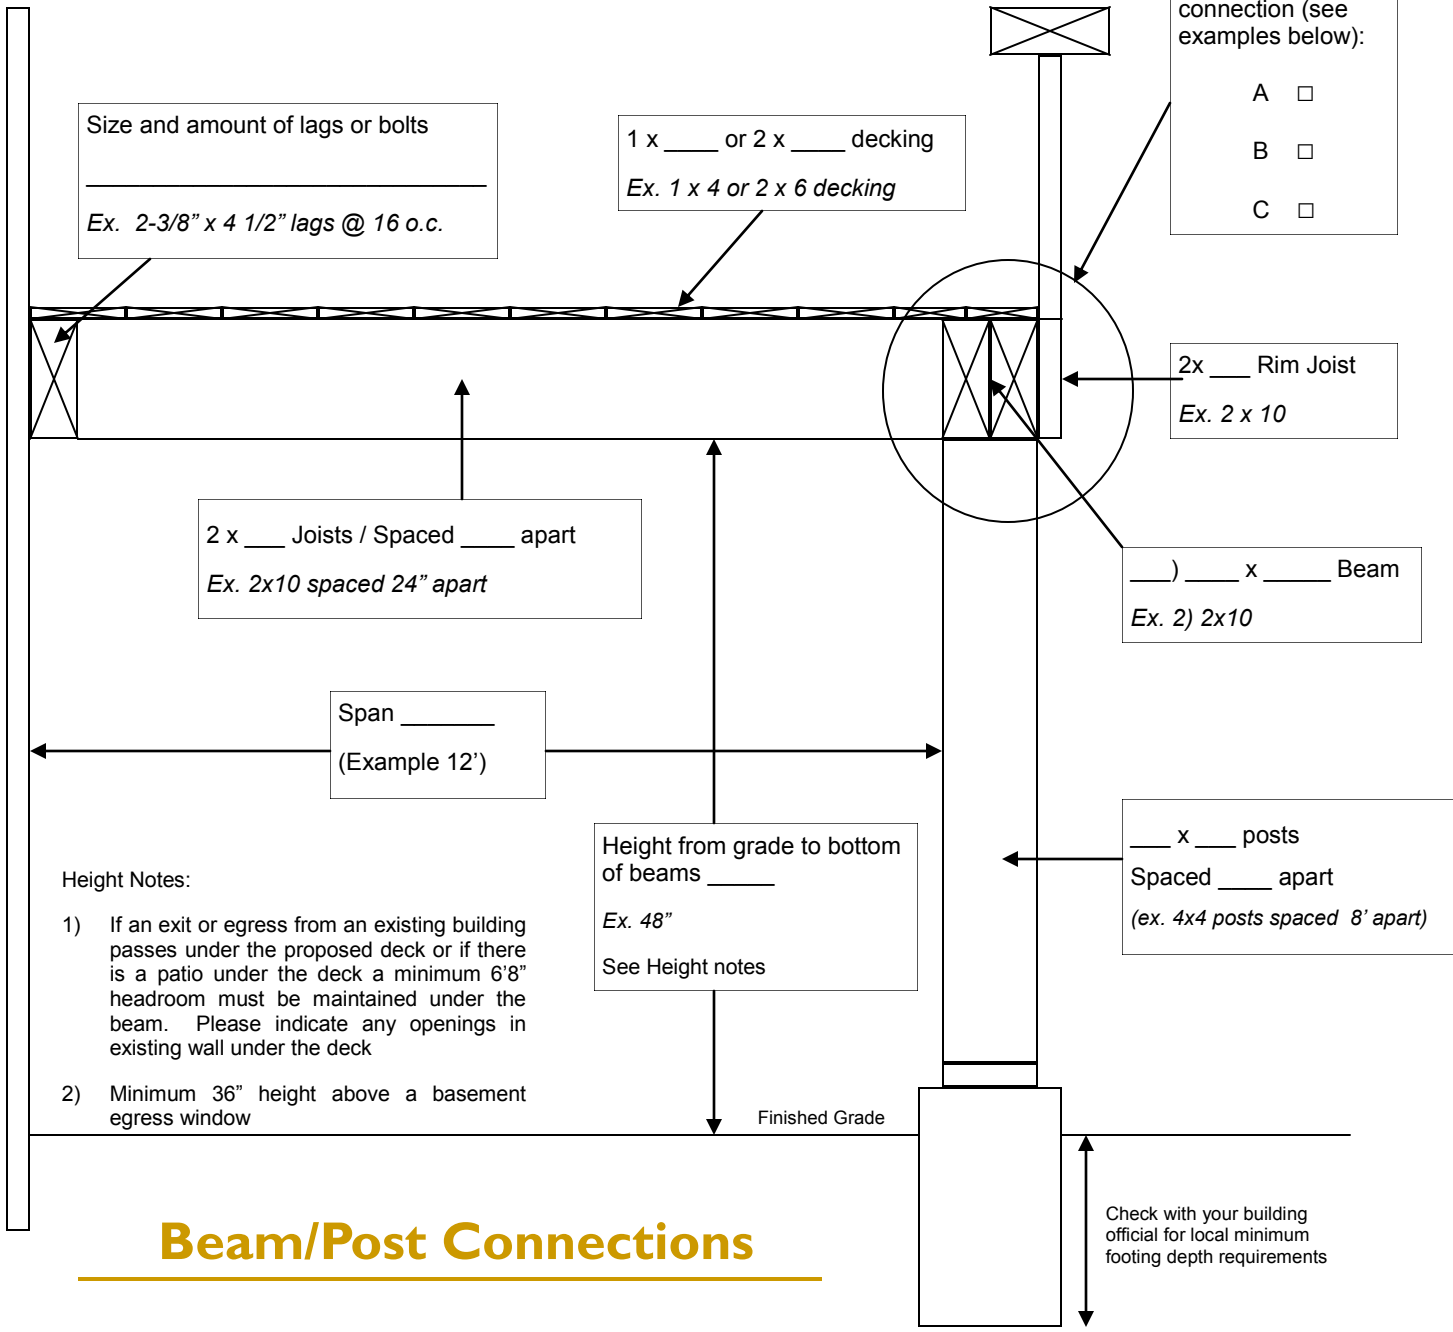 connection (see
examples below):
A □
B □
C □
Size and amount of lags or bolts
______________________________
Ex.  2-3/8” x 4 1/2” lags @ 16 o.c.
1 x ____ or 2 x ____ decking
Ex. 1 x 4 or 2 x 6 decking
2x ___ Rim Joist
Ex. 2 x 10
2 x ___ Joists / Spaced ____ apart
Ex. 2x10 spaced 24” apart
___) ____ x _____ Beam
Ex. 2) 2x10
Span _______
(Example 12’)
Height from grade to bottom
of beams _____
Ex. 48”
See Height notes
___ x ___ posts
Spaced ____ apart
(ex. 4x4 posts spaced  8’ apart)
Height Notes:
1) If an exit or egress from an existing building
passes under the proposed deck or if there
is a patio under the deck a minimum 6’8”
headroom must be maintained under the
beam.  Please indicate any openings in
existing wall under the deck
2) Minimum 36” height above a basement
egress window
Finished Grade
Check with your building
official for local minimum
footing depth requirements
Beam/Post Connections